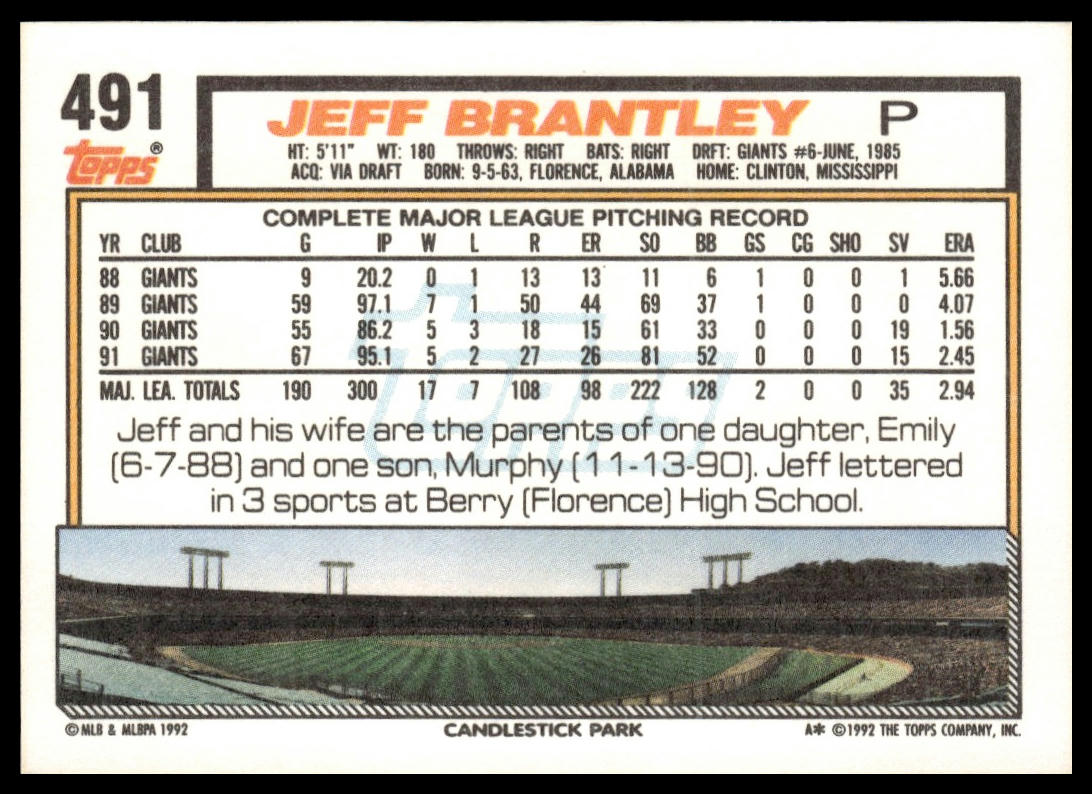 491
topps®
JEFF BRANTLEY P
HT: 5'11" WT: 180 THROWS: RIGHT BATS: RIGHT DRFT: GIANTS #6-JUNE, 1985
ACQ: VIA DRAFT BORN: 9-5-63, FLORENCE, ALABAMA HOME: CLINTON, MISSISSIPPI
COMPLETE MAJOR LEAGUE PITCHING RECORD
YR CLUB G IP W L R ER SO BB GS CG SHO SV ERA
88 GIANTS 9 20.2 0 1 13 13 11 6 1 0 0 1 5.66
89 GIANTS 59 97.1 7 1 50 44 69 37 1 0 0 0 4.07
90 GIANTS 55 86.2 5 3 18 15 61 33 0 0 0 19 1.56
91 GIANTS 67 95.1 5 2 27 26 81 52 0 0 0 15 2.45
MAJ. LEA. TOTALS 190 300 17 7 108 98 222 128 2 0 0 35 2.94
topps
Jeff and his wife are the parents of one daughter, Emily
(6-7-88) and one son, Murphy (11-13-90). Jeff lettered
in 3 sports at Berry (Florence) High School.
© MLB & MLBPA 1992 CANDLESTICK PARK A* © 1992 THE TOPPS COMPANY, INC.